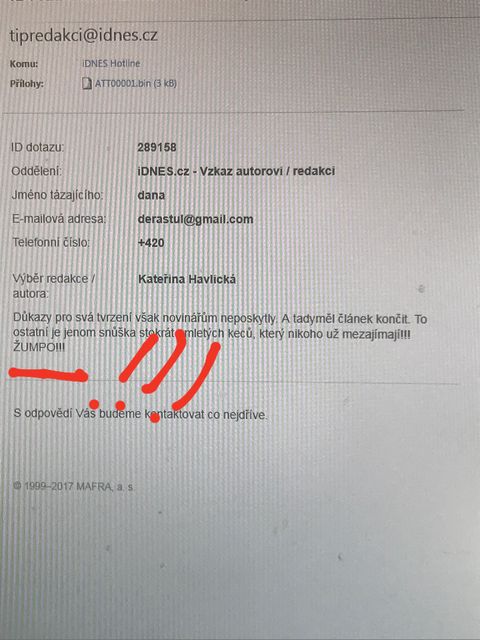 tipredakci@idnes.cz
Komu: iDNES Hotline
Přílohy: ATT00001.bin (3 kB)
ID dotazu: 289158
Oddělení: iDNES.cz - Vzkaz autorovi / redakci
Jméno tázajícího: dana
E-mailová adresa: derastul@gmail.com
Telefonní číslo: +420
Výběr redakce / Kateřina Havlická
autora:
Důkazy pro svá tvrzení však novinářům neposkytly. A tadyměl článek končit. To
ostatní je jenom snůška stokrát mletých keců, který nikoho už mezajímají!!!
ŽUMPO!!!
S odpovědí Vás budeme kontaktovat co nejdříve.
© 1999–2017 MAFRA, a. s.